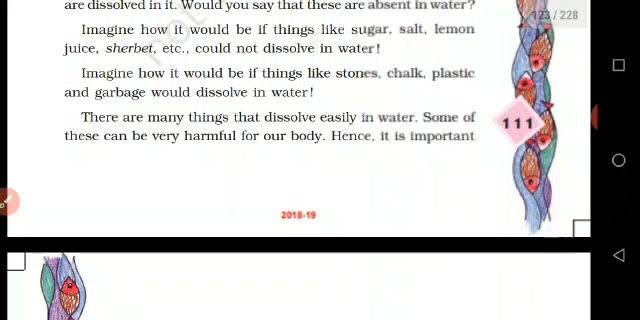 are dissolved in it. Would you say that these are absent in water?
123 / 228
Imagine how it would be if things like sugar, salt, lemon
juice, sherbet, etc., could not dissolve in water!
Imagine how it would be if things like stones, chalk, plastic
and garbage would dissolve in water!
There are many things that dissolve easily in water. Some of
these can be very harmful for our body. Hence, it is important
111
2018-19
not